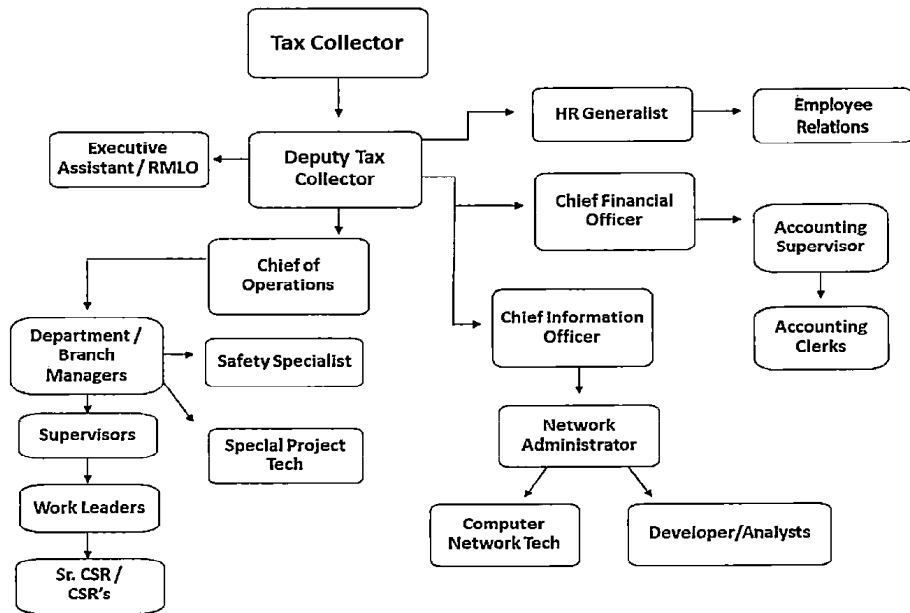 Tax Collector
HR Generalist
Employee
Relations
Executive
Assistant / RMLO
Deputy Tax
Collector
Chief Financial
Officer
Accounting
Supervisor
Chief of
Operations
Chief Information
Officer
Accounting
Clerks
Department /
Branch
Managers
Safety Specialist
Supervisors
Special Project
Tech
Network
Administrator
Work Leaders
Computer
Network Tech
Developer/Analysts
Sr. CSR /
CSR's